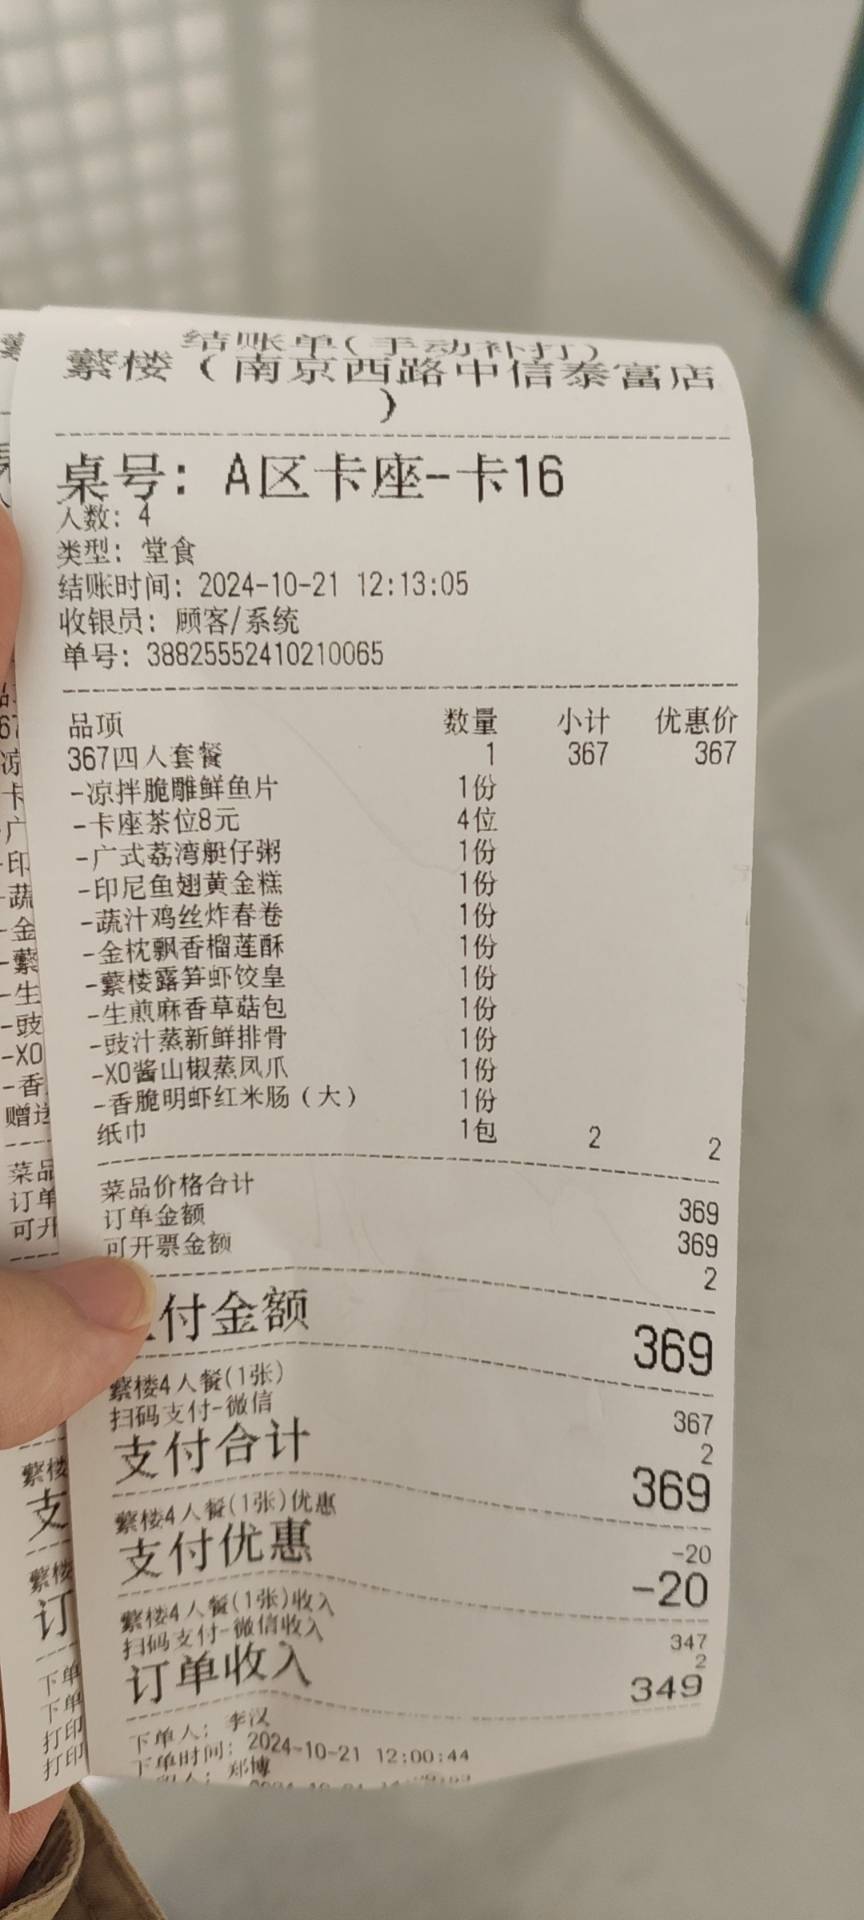 结账单(手动补打)
蘩楼（南京西路中信泰富店
）
桌号: A区卡座-卡16
人数: 4
类型: 堂食
结账时间: 2024-10-21 12:13:05
收银员: 顾客/系统
单号: 38825552410210065
品项 数量 小计 优惠价
367四人套餐 1 367 367
-凉拌脆雕鲜鱼片 1份
-卡座茶位8元 4位
-广式荔湾艇仔粥 1份
-印尼鱼翅黄金糕 1份
-蔬汁鸡丝炸春卷 1份
-金枕飘香榴莲酥 1份
-蘩楼露笋虾饺皇 1份
-生煎麻香草菇包 1份
-豉汁蒸新鲜排骨 1份
-XO酱山椒蒸凤爪 1份
-香脆明虾红米肠（大） 1份
纸巾 1包 2 2
菜品价格合计 369
订单金额 369
可开票金额 2
付金额 369
蘩楼4人餐(1张) 367
扫码支付-微信 2
支付合计 369
蘩楼4人餐(1张)优惠 -20
支付优惠 -20
蘩楼4人餐(1张)收入 347
扫码支付-微信收入 2
订单收入 349
下单人: 李汉
下单时间: 2024-10-21 12:00:44
郑博